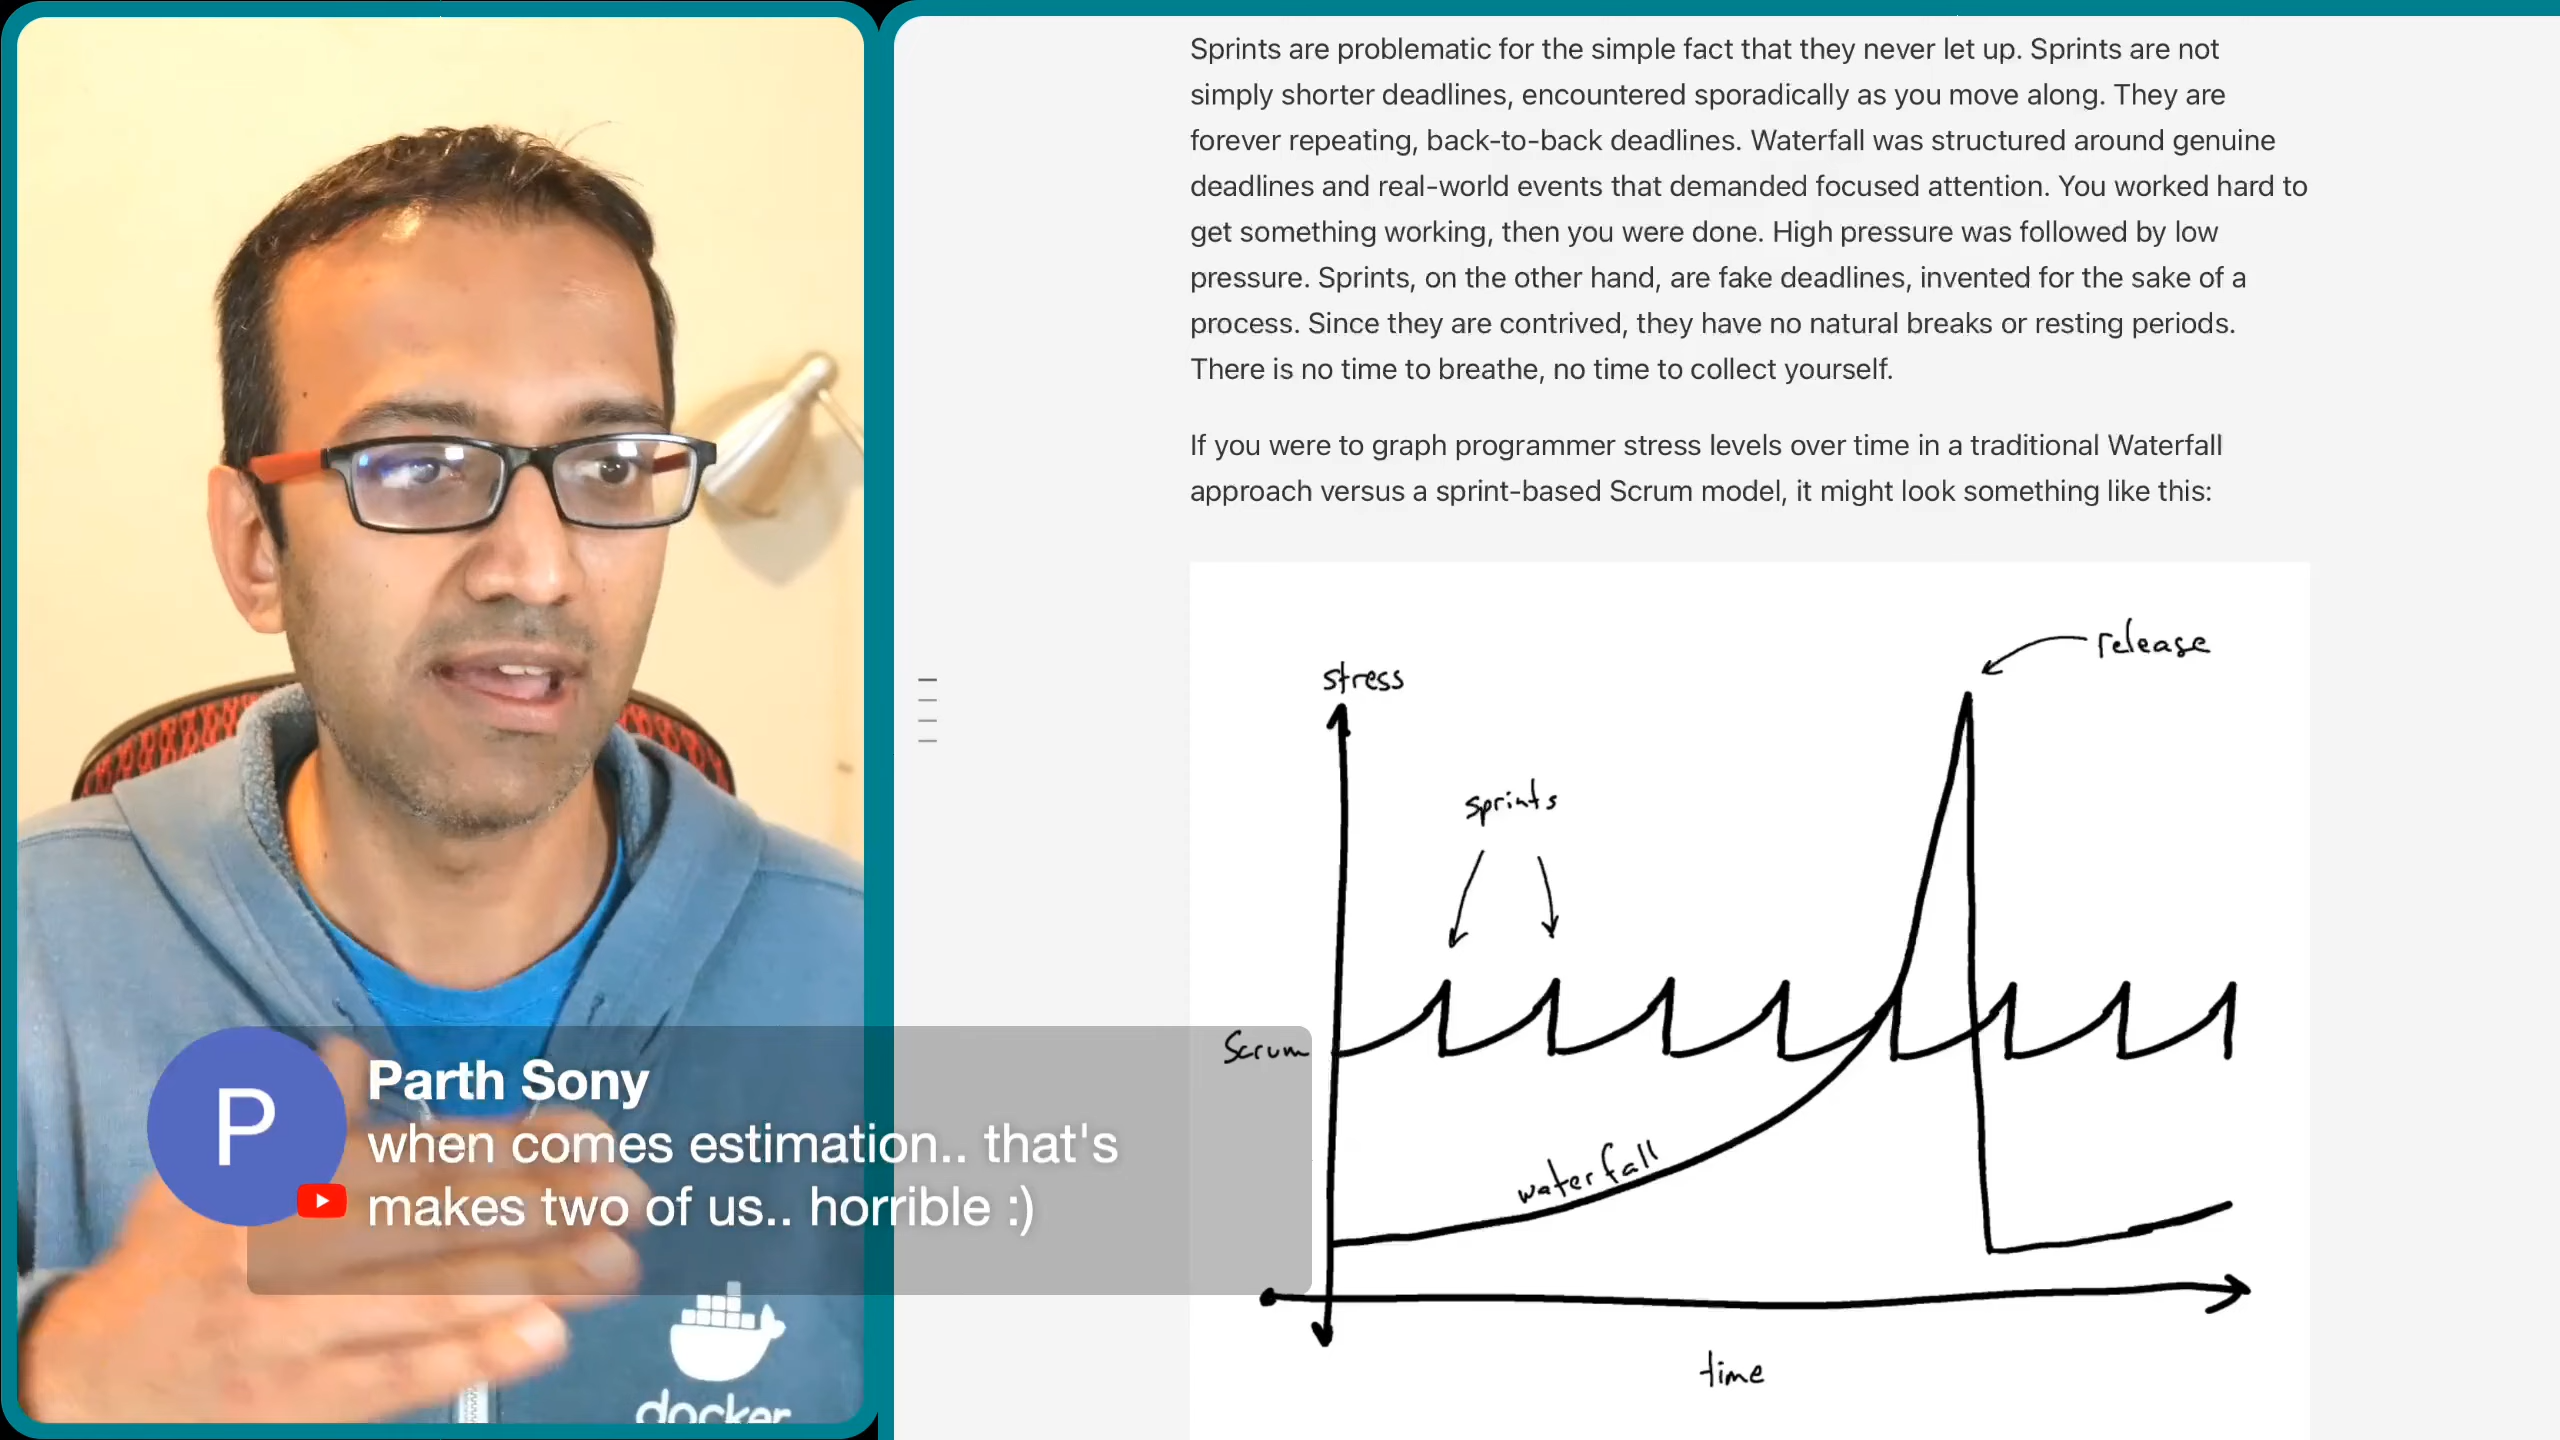 Sprints are problematic for the simple fact that they never let up. Sprints are not
simply shorter deadlines, encountered sporadically as you move along. They are
forever repeating, back-to-back deadlines. Waterfall was structured around genuine
deadlines and real-world events that demanded focused attention. You worked hard to
get something working, then you were done. High pressure was followed by low
pressure. Sprints, on the other hand, are fake deadlines, invented for the sake of a
process. Since they are contrived, they have no natural breaks or resting periods.
There is no time to breathe, no time to collect yourself.
If you were to graph programmer stress levels over time in a traditional Waterfall
approach versus a sprint-based Scrum model, it might look something like this:
release
stress
sprints
Scrum
waterfall
time
P
Parth Sony
when comes estimation.. that's
makes two of us.. horrible :)
docker